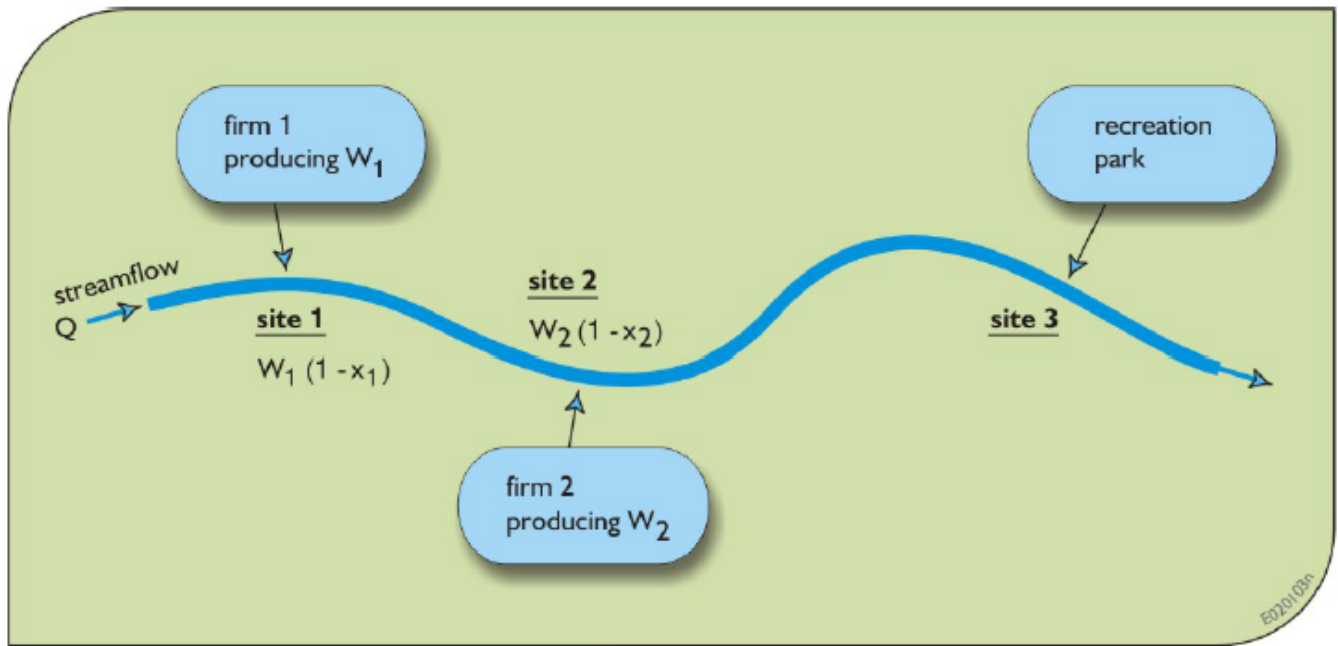 firm 1
producing W₁
recreation
park
streamflow
Q
site 1
W₁ (1 - x₁)
site 2
W₂ (1 - x₂)
site 3
firm 2
producing W₂
E020103n